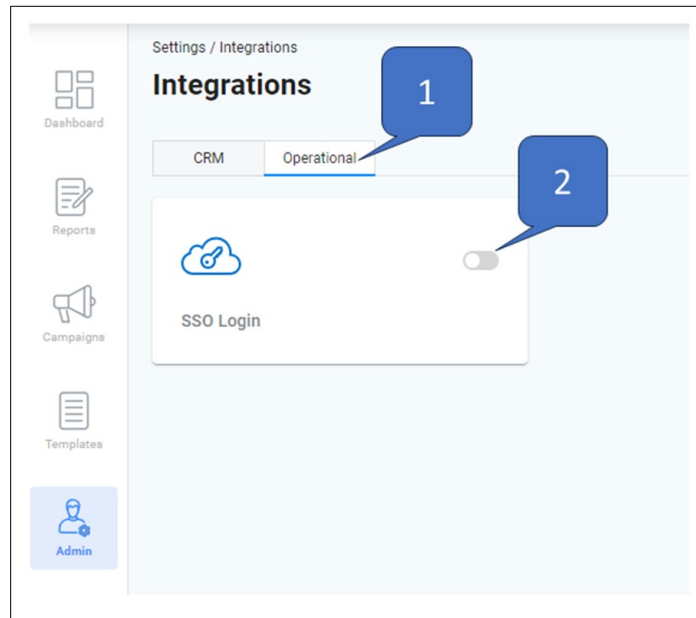 Settings / Integrations
Integrations
1
CRM
Operational
2
SSO Login
Dashboard
Reports
Campaigns
Templates
Admin